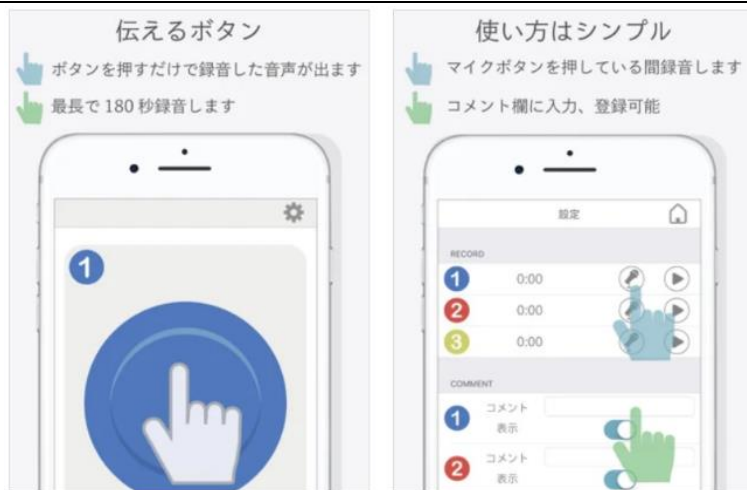 伝えるボタン
ボタンを押すだけで録音した音声が出ます
最長で 180 秒録音します
1
使い方はシンプル
マイクボタンを押している間録音します
コメント欄に入力、登録可能
設定
RECORD
1 0:00
2 0:00
3 0:00
COMMENT
1 コメント
表示
2 コメント
表示